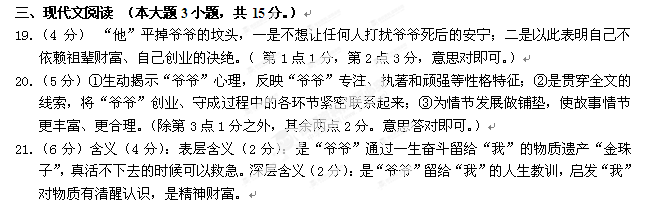 三、现代文阅读 （本大题 3 小题，共 15 分。）
19.（4 分） “他”平掉爷爷的坟头，一是不想让任何人打扰爷爷死后的安宁；二是以此表明自己不
依赖祖辈财富、自己创业的决绝。（ 第 1 点 1 分，第 2 点 3 分，意思对即可。）
20.（5 分）①生动揭示“爷爷”心理，反映“爷爷”专注、执著和顽强等性格特征；②是贯穿全文的
线索，将“爷爷”创业、守成过程中的各环节紧密联系起来；③为情节发展做铺垫，使故事情节
更丰富、更合理。（除第 3 点 1 分之外，其余两点 2 分。意思答对即可。）
21.（6 分）含义（4 分）：表层含义（2 分）：是“爷爷”通过一生奋斗留给“我”的物质遗产“金珠
子”，真活不下去的时候可以救急。深层含义（2 分）：是“爷爷”留给“我”的人生教训，启发“我”
对物质有清醒认识，是精神财富。